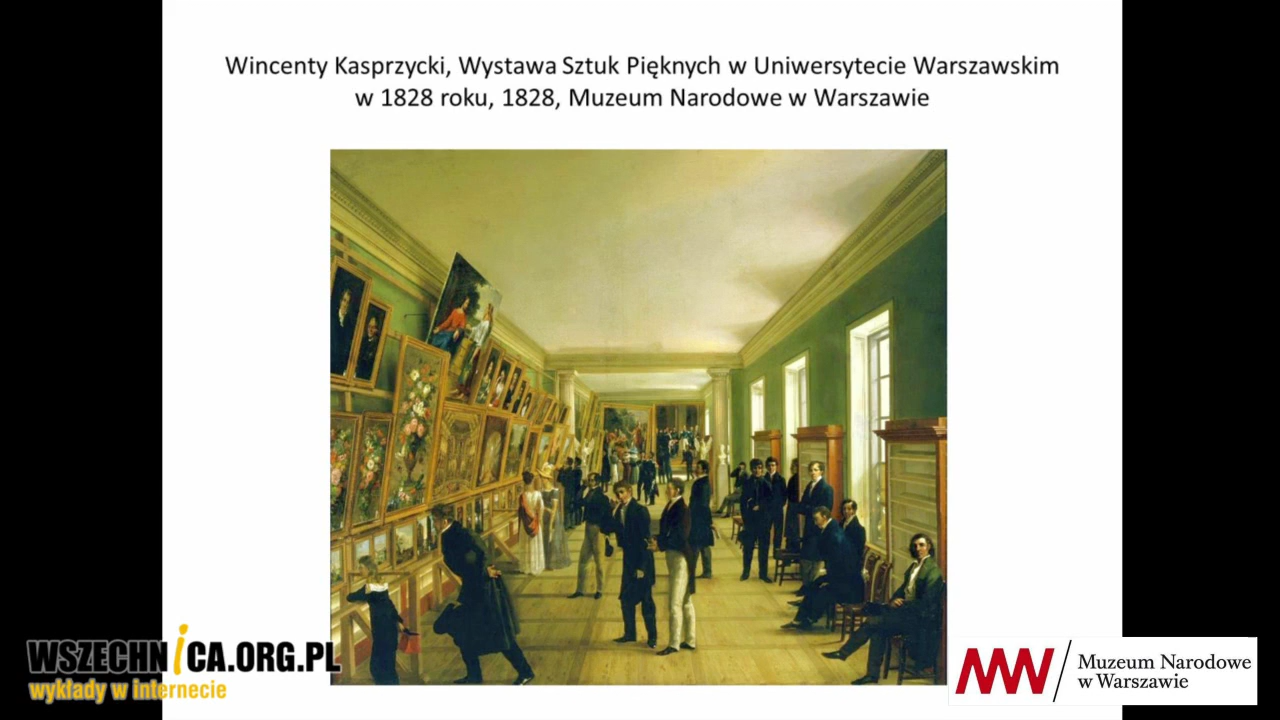 Wincenty Kasprzycki, Wystawa Sztuk Pięknych w Uniwersytecie Warszawskim
w 1828 roku, 1828, Muzeum Narodowe w Warszawie
WSZECHNICA.ORG.PL
wykłady w internecie
MW
Muzeum Narodowe
w Warszawie